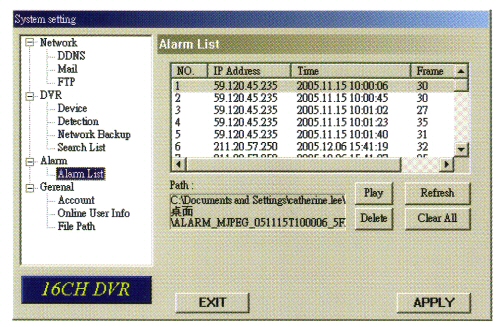 System setting
Network
DDNS
Mail
FTP
DVR
Device
Detection
Network Backup
Search List
Alarm
Alarm List
Gerenal
Account
Online User Info
File Path
16CH DVR
Alarm List
NO. IP Address Time Frame
1 59.120.45.235 2005.11.15 10:00:06 30
2 59.120.45.235 2005.11.15 10:00:45 30
3 59.120.45.235 2005.11.15 10:01:02 27
4 59.120.45.235 2005.11.15 10:01:23 35
5 59.120.45.235 2005.11.15 10:01:40 31
6 211.20.57.250 2005.12.06 15:41:19 32
Path :
C:\Documents and Settings\catherine.lee\
桌面
\ALARM_MJPEG_051115T100006_5F
Play
Refresh
Delete
Clear All
EXIT
APPLY